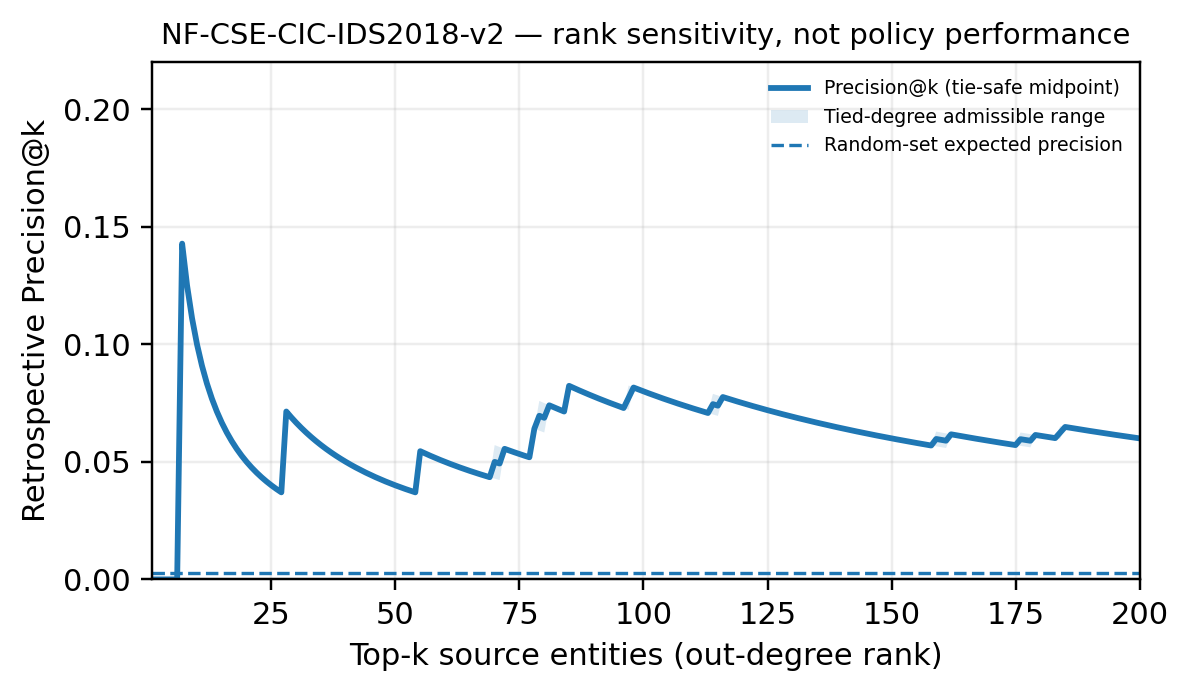 NF-CSE-CIC-IDS2018-v2 — rank sensitivity, not policy performance
Precision@k (tie-safe midpoint)
Tied-degree admissible range
Random-set expected precision
Retrospective Precision@k
0.20
0.15
0.10
0.05
0.00
25 50 75 100 125 150 175 200
Top-k source entities (out-degree rank)